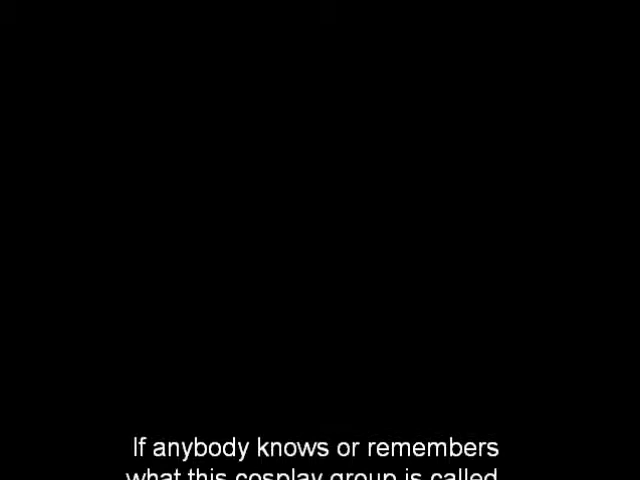 If anybody knows or remembers
what this cosplay group is called